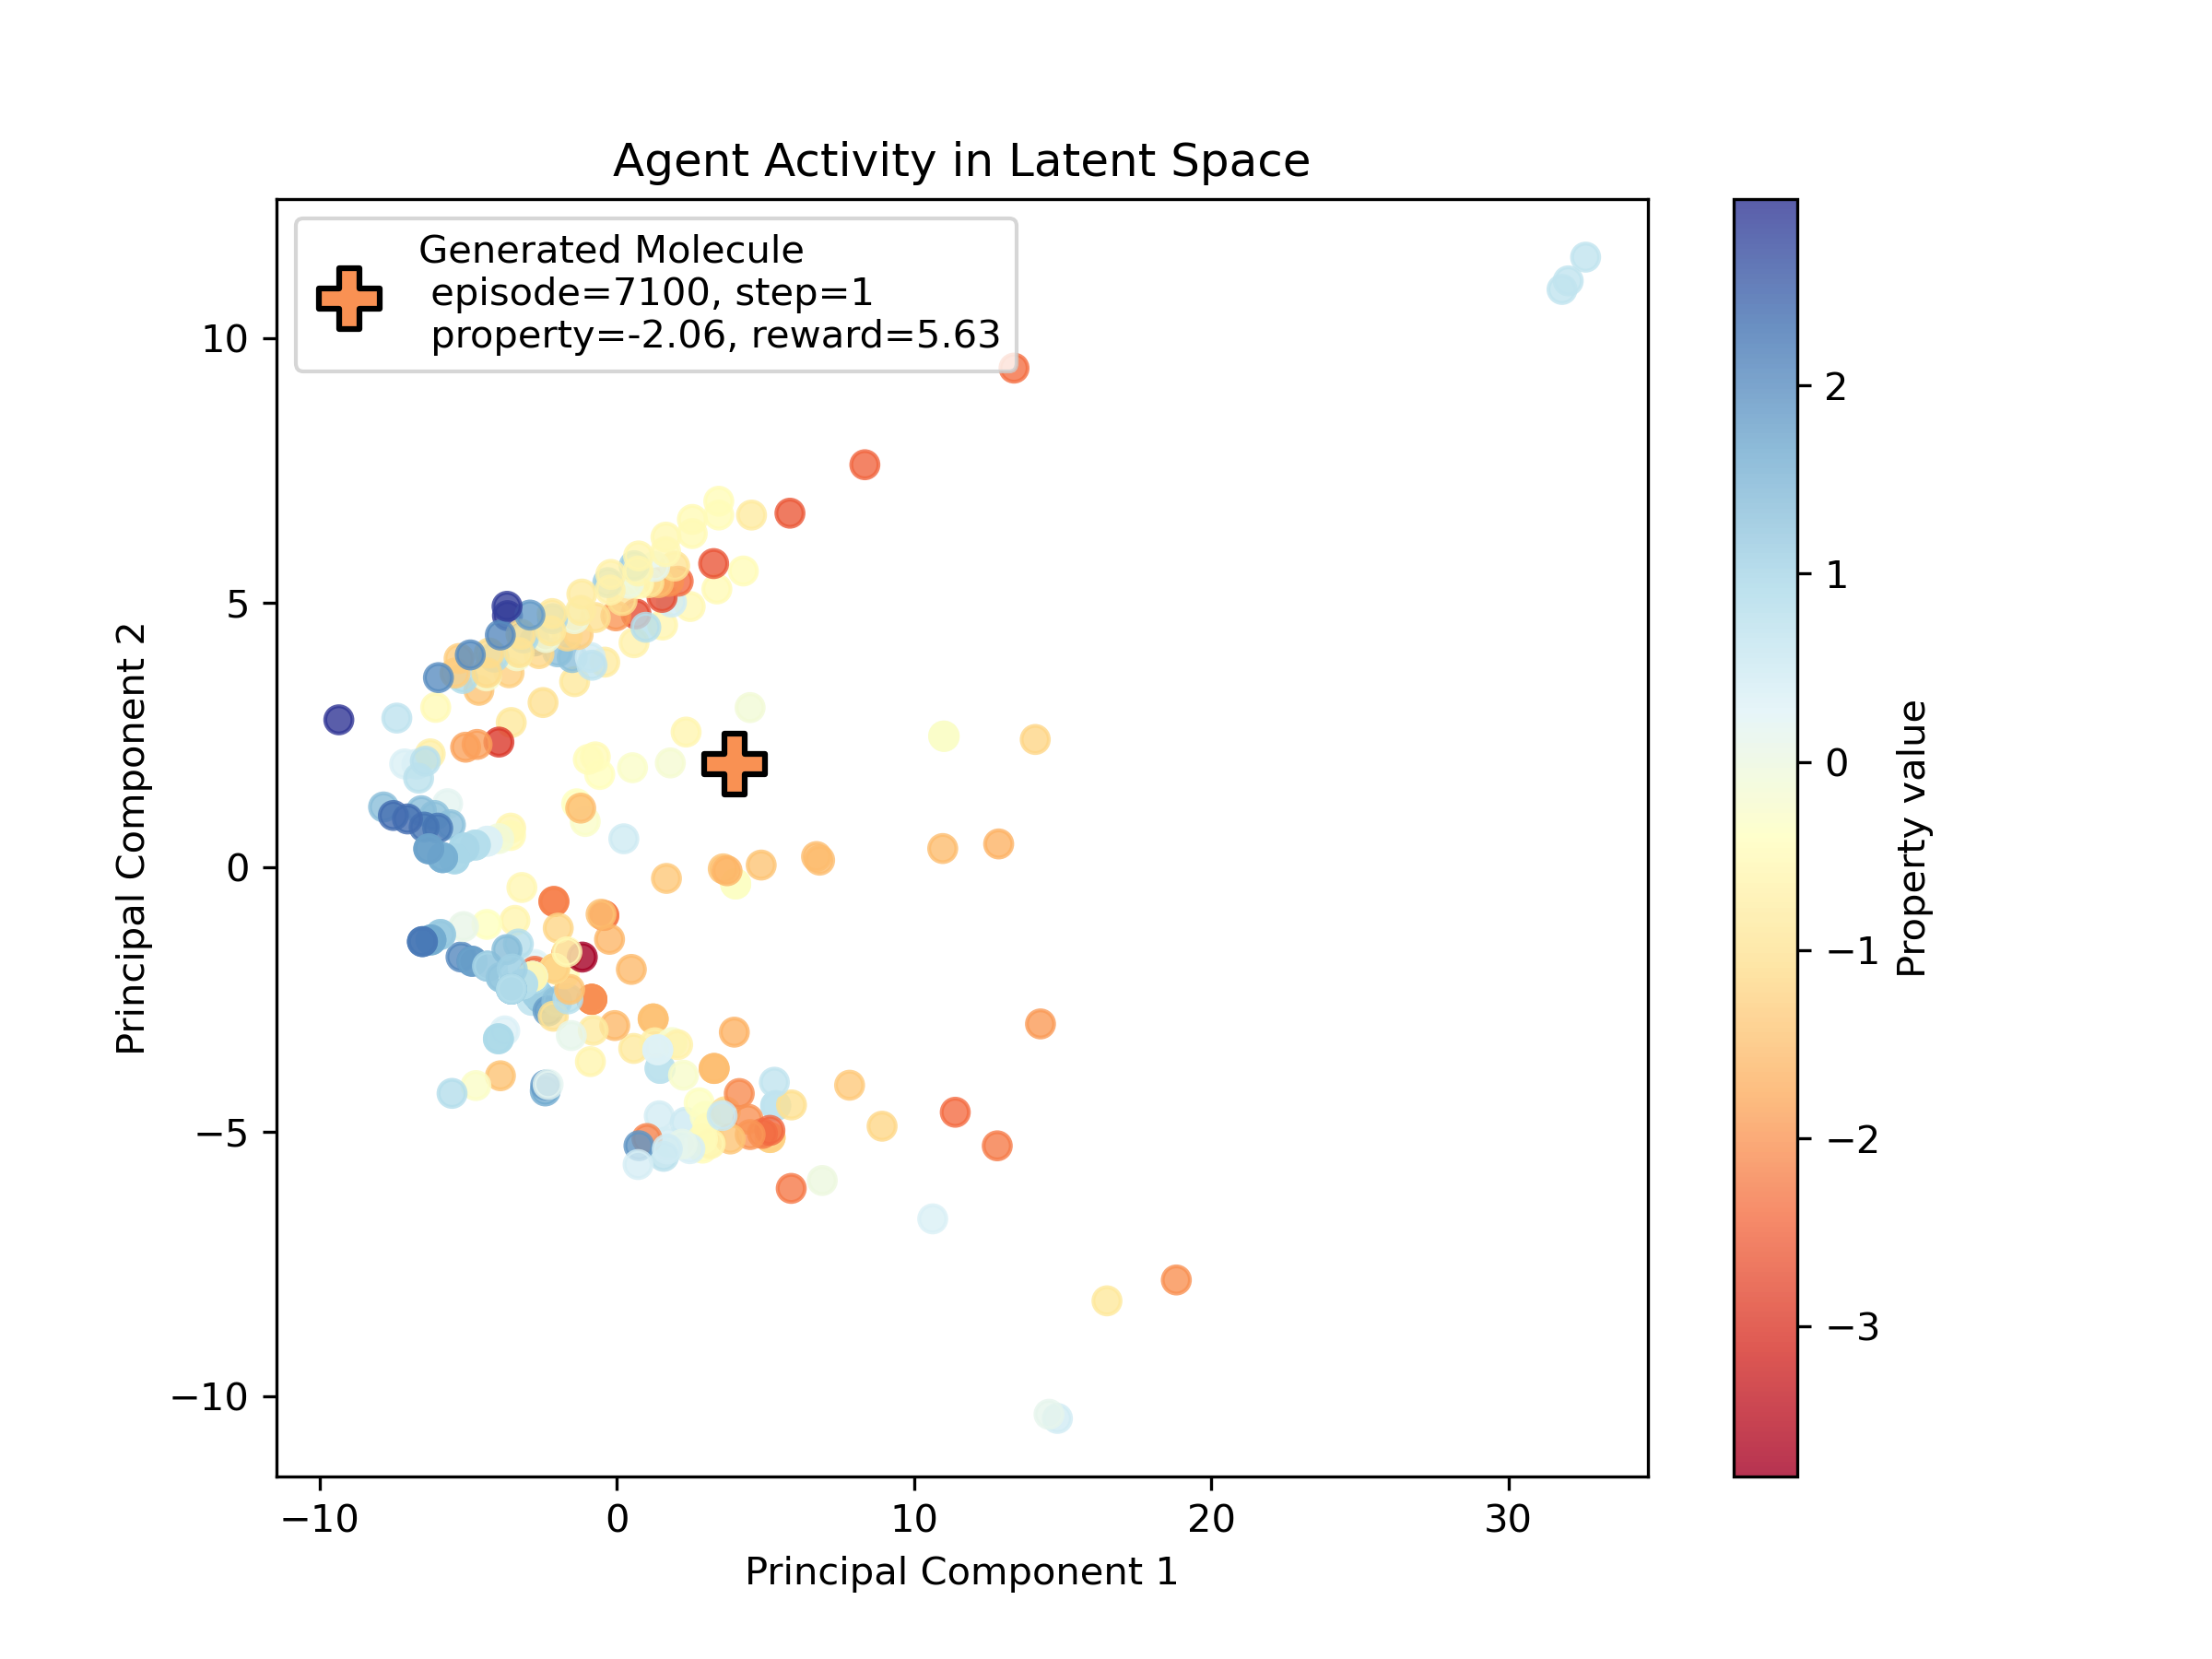 Agent Activity in Latent Space
Generated Molecule
episode=7100, step=1
property=-2.06, reward=5.63
10
5
0
−5
−10
Principal Component 2
−10
0
10
20
30
Principal Component 1
2
1
0
−1
−2
−3
Property value